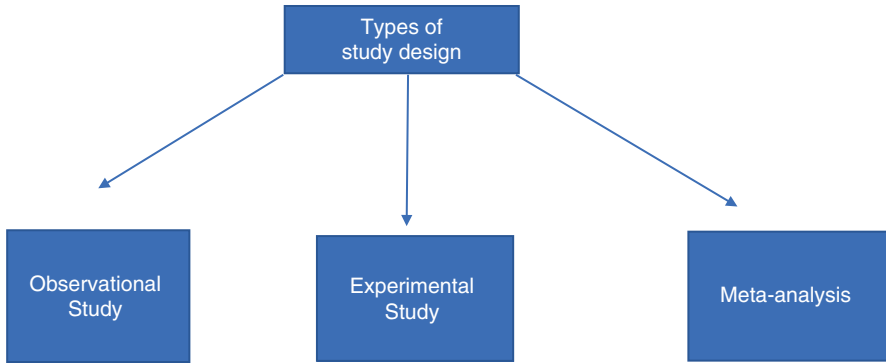 Types of
study design
Observational
Study
Experimental
Study
Meta-analysis